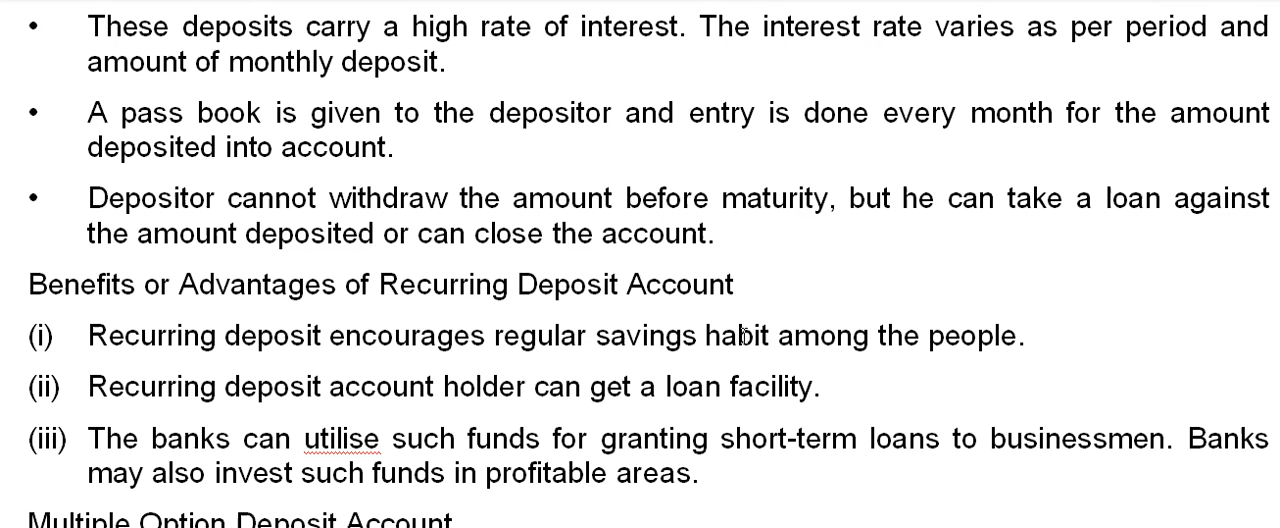 • These deposits carry a high rate of interest. The interest rate varies as per period and
amount of monthly deposit.
• A pass book is given to the depositor and entry is done every month for the amount
deposited into account.
• Depositor cannot withdraw the amount before maturity, but he can take a loan against
the amount deposited or can close the account.
Benefits or Advantages of Recurring Deposit Account
(i) Recurring deposit encourages regular savings habit among the people.
(ii) Recurring deposit account holder can get a loan facility.
(iii) The banks can utilise such funds for granting short-term loans to businessmen. Banks
may also invest such funds in profitable areas.
Multiple Option Deposit Account